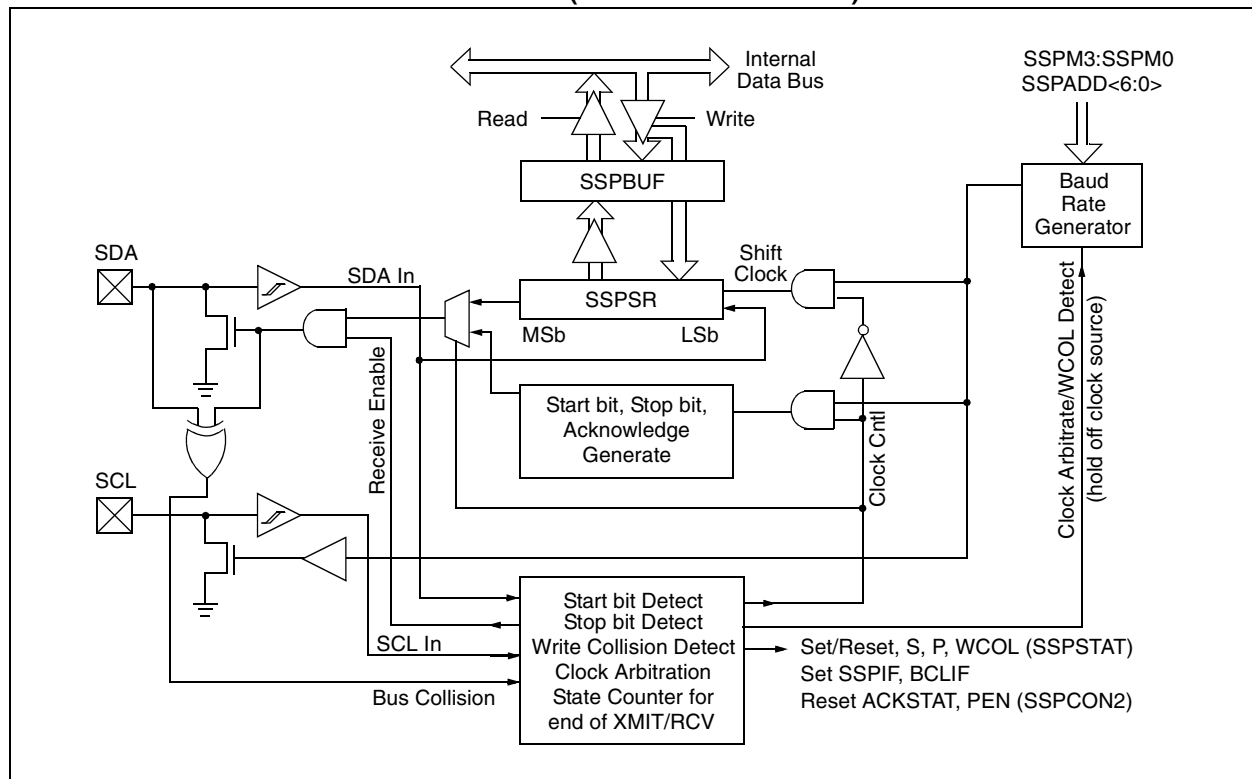 Internal
Data Bus
SSPM3:SSPM0
SSPADD<6:0>
Read
Write
SSPBUF
Baud
Rate
Generator
SDA
SDA In
Shift
Clock
SSPSR
MSb
LSb
Start bit, Stop bit,
Acknowledge
Generate
Receive Enable
Clock Cntl
Clock Arbitrate/WCOL Detect
(hold off clock source)
SCL
SCL In
Bus Collision
Start bit Detect
Stop bit Detect
Write Collision Detect
Clock Arbitration
State Counter for
end of XMIT/RCV
Set/Reset, S, P, WCOL (SSPSTAT)
Set SSPIF, BCLIF
Reset ACKSTAT, PEN (SSPCON2)